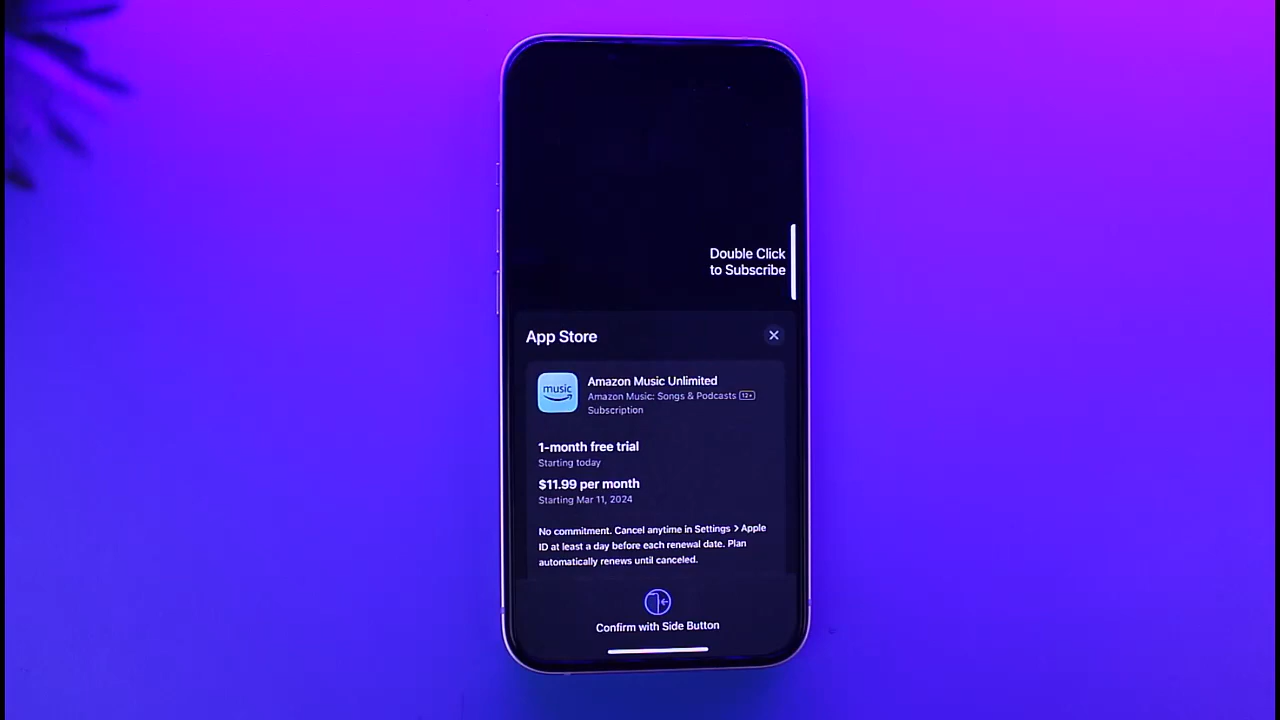 Double Click
to Subscribe
App Store
music
Amazon Music Unlimited
Amazon Music: Songs & Podcasts 12+
Subscription
1-month free trial
Starting today
$11.99 per month
Starting Mar 11, 2024
No commitment. Cancel anytime in Settings > Apple
ID at least a day before each renewal date. Plan
automatically renews until canceled.
Confirm with Side Button